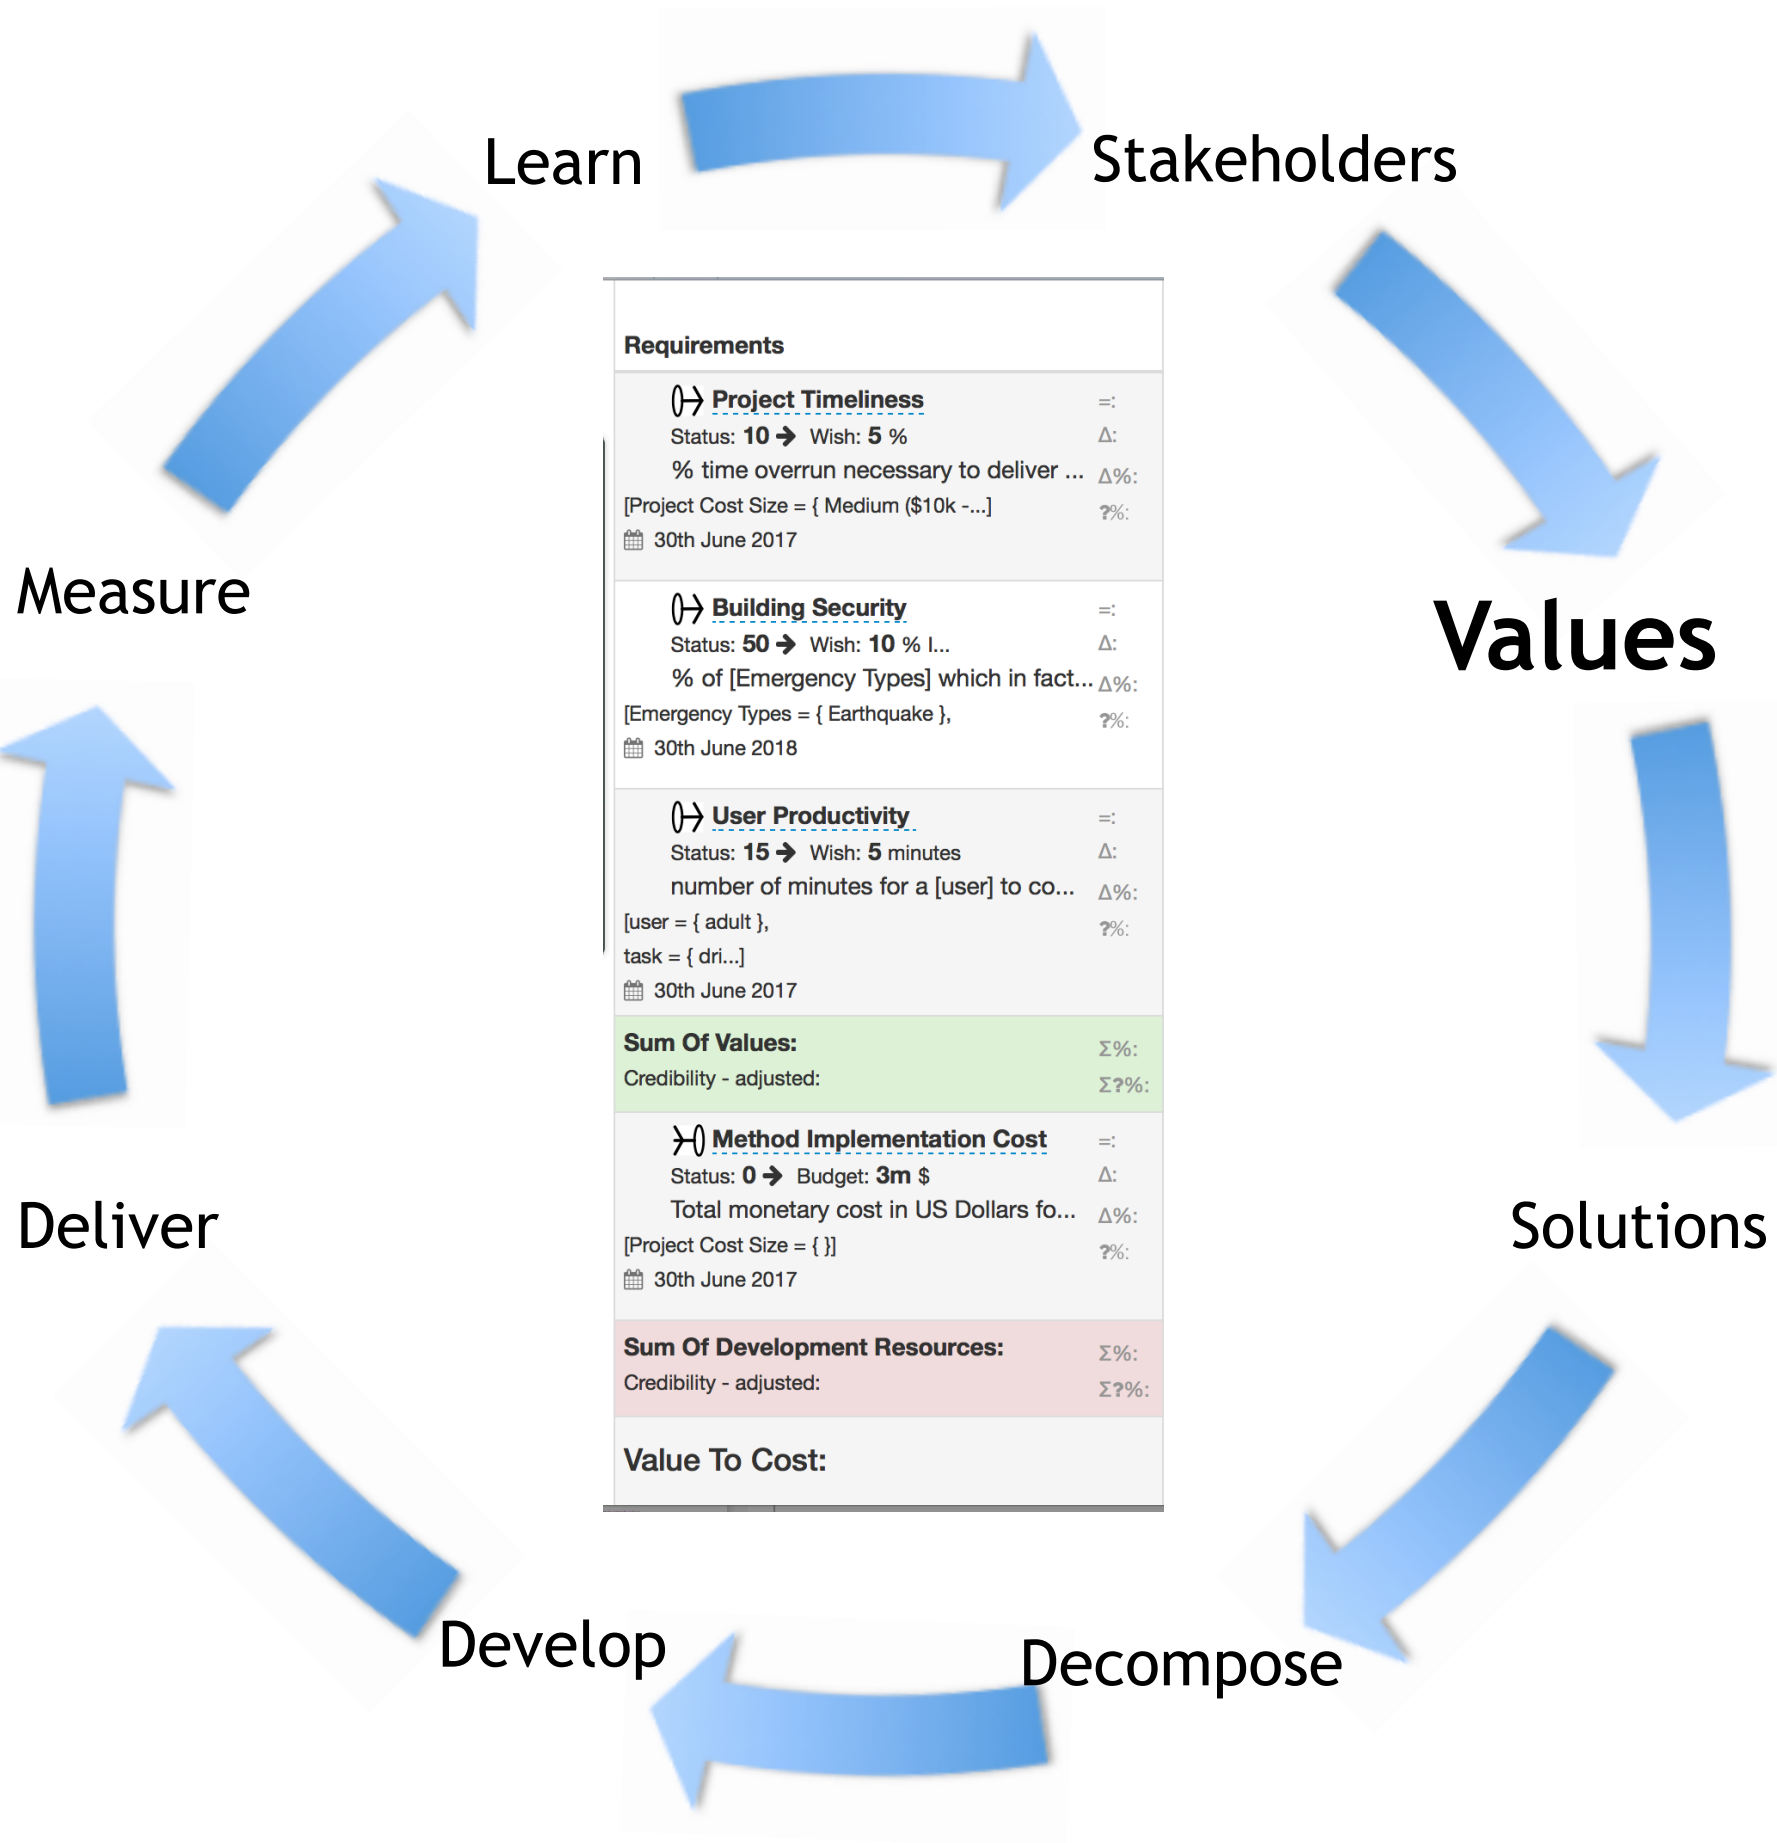 Learn
Stakeholders
Values
Solutions
Decompose
Develop
Deliver
Measure
Requirements
Project Timeliness =:
Status: 10 → Wish: 5 % Δ:
% time overrun necessary to deliver ... Δ%:
[Project Cost Size = { Medium ($10k -...] ?%:
30th June 2017
Building Security =:
Status: 50 → Wish: 10 % I... Δ:
% of [Emergency Types] which in fact... Δ%:
[Emergency Types = { Earthquake }, ?%:
30th June 2018
User Productivity =:
Status: 15 → Wish: 5 minutes Δ:
number of minutes for a [user] to co... Δ%:
[user = { adult }, ?%:
task = { dri...]
30th June 2017
Sum Of Values: Σ%:
Credibility - adjusted: Σ?%:
Method Implementation Cost =:
Status: 0 → Budget: 3m $ Δ:
Total monetary cost in US Dollars fo... Δ%:
[Project Cost Size = { }] ?%:
30th June 2017
Sum Of Development Resources: Σ%:
Credibility - adjusted: Σ?%:
Value To Cost: